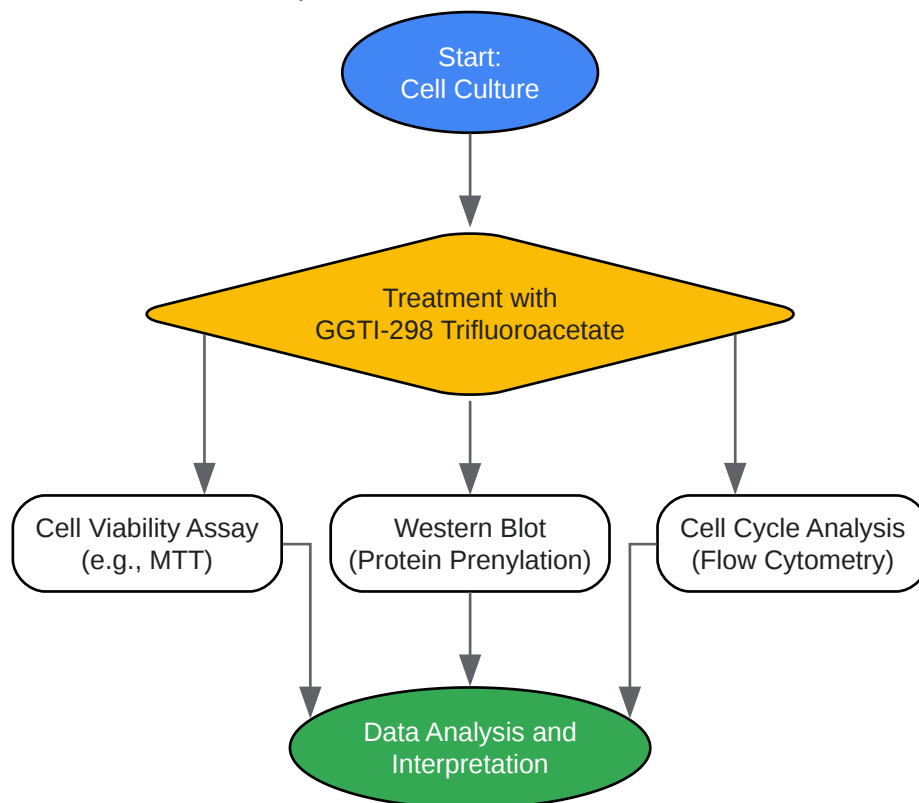 Start:
Cell Culture
Treatment with
GGTI-298 Trifluoroacetate
Cell Viability Assay
(e.g., MTT)
Western Blot
(Protein Prenylation)
Cell Cycle Analysis
(Flow Cytometry)
Data Analysis and
Interpretation